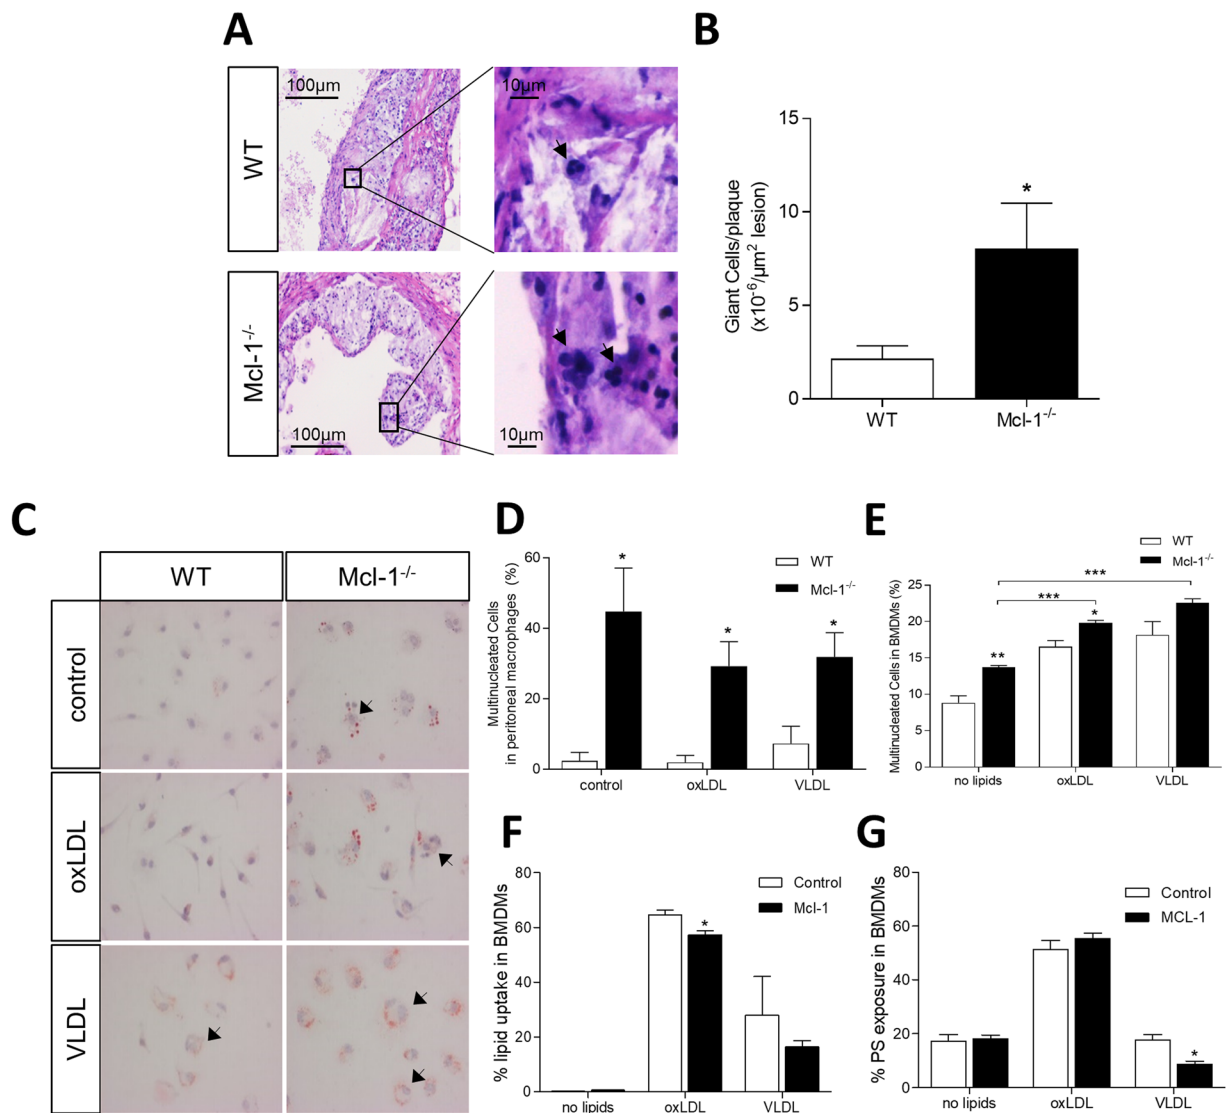 A
WT
100µm
10µm
Mcl-1-/-
100µm
10µm
B
Giant Cells/plaque
(x10-6/µm2 lesion)
15
10
5
0
*
WT
Mcl-1-/-
C
WT
Mcl-1-/-
control
oxLDL
VLDL
D
Multinucleated Cells
in peritoneal macrophages (%)
60
40
20
0
WT
Mcl-1-/-
*
*
*
control
oxLDL
VLDL
E
Multinucleated Cells in BMDMs (%)
25
20
15
10
5
0
WT
Mcl-1-/-
***
***
**
*
no lipids
oxLDL
VLDL
F
% lipid uptake in BMDMs
80
60
40
20
0
Control
Mcl-1
*
no lipids
oxLDL
VLDL
G
% PS exposure in BMDMs
80
60
40
20
0
Control
MCL-1
*
no lipids
oxLDL
VLDL